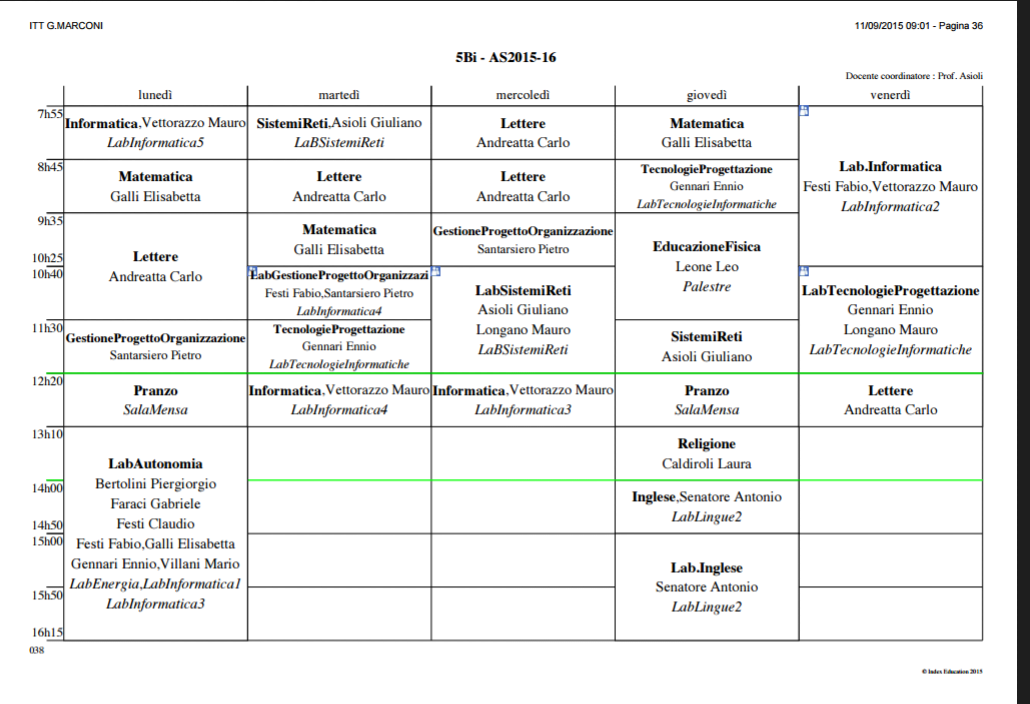 ITT G.MARCONI
11/09/2015 09:01 - Pagina 36
5Bi - AS2015-16
Docente coordinatore : Prof. Asioli
lunedì
martedì
mercoledì
giovedì
venerdì
7h55
Informatica,Vettorazzo Mauro
LabInformatica5
SistemiReti,Asioli Giuliano
LaBSistemiReti
Lettere
Andreatta Carlo
Matematica
Galli Elisabetta
Lab.Informatica
Festi Fabio,Vettorazzo Mauro
LabInformatica2
8h45
Matematica
Galli Elisabetta
Lettere
Andreatta Carlo
Lettere
Andreatta Carlo
TecnologieProgettazione
Gennari Ennio
LabTecnologieInformatiche
9h35
Lettere
Andreatta Carlo
Matematica
Galli Elisabetta
GestioneProgettoOrganizzazione
Santarsiero Pietro
EducazioneFisica
Leone Leo
Palestre
10h25
10h40
LabGestioneProgettoOrganizzazi
Festi Fabio,Santarsiero Pietro
LabInformatica4
LabSistemiReti
Asioli Giuliano
Longano Mauro
LaBSistemiReti
LabTecnologieProgettazione
Gennari Ennio
Longano Mauro
LabTecnologieInformatiche
11h30
GestioneProgettoOrganizzazione
Santarsiero Pietro
TecnologieProgettazione
Gennari Ennio
LabTecnologieInformatiche
SistemiReti
Asioli Giuliano
12h20
Pranzo
SalaMensa
Informatica,Vettorazzo Mauro
LabInformatica4
Informatica,Vettorazzo Mauro
LabInformatica3
Pranzo
SalaMensa
Lettere
Andreatta Carlo
13h10
LabAutonomia
Bertolini Piergiorgio
Faraci Gabriele
Festi Claudio
Festi Fabio,Galli Elisabetta
Gennari Ennio,Villani Mario
LabEnergia,LabInformatica1
LabInformatica3
Religione
Caldiroli Laura
14h00
Inglese,Senatore Antonio
LabLingue2
14h50
15h00
Lab.Inglese
Senatore Antonio
LabLingue2
15h50
16h15
038
© Index Education 2015